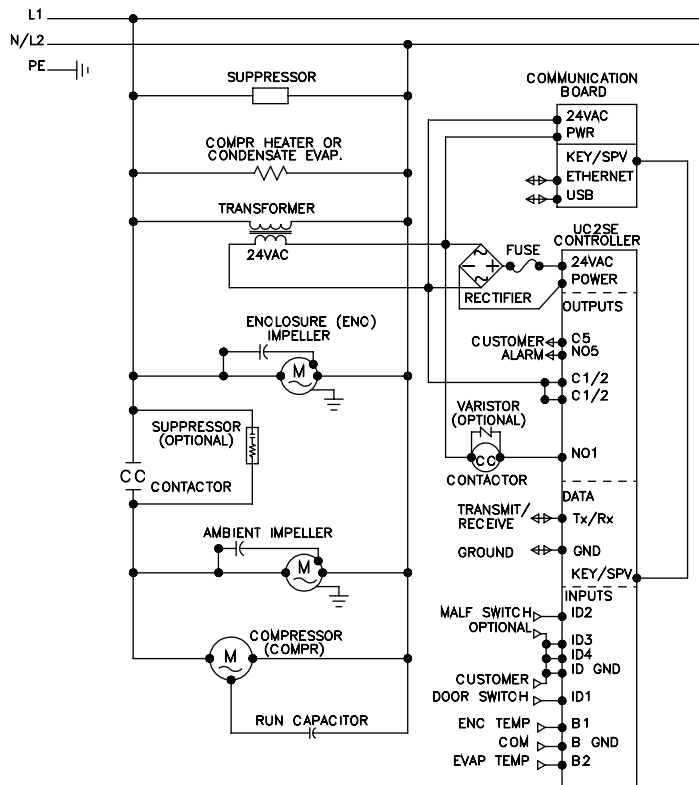 L1
N/L2
PE
SUPPRESSOR
COMPR HEATER OR
CONDENSATE EVAP.
TRANSFORMER
24VAC
ENCLOSURE (ENC)
IMPELLER
M
SUPPRESSOR
(OPTIONAL)
CC
CONTACTOR
AMBIENT IMPELLER
M
COMPRESSOR
(COMPR)
M
RUN CAPACITOR
COMMUNICATION
BOARD
24VAC
PWR
KEY/SPV
ETHERNET
USB
UC2SE
CONTROLLER
FUSE
RECTIFIER
24VAC
POWER
OUTPUTS
CUSTOMER
ALARM
C5
NO5
C1/2
C1/2
VARISTOR
(OPTIONAL)
CC
CONTACTOR
NO1
DATA
TRANSMIT/
RECEIVE
Tx/Rx
GROUND
GND
KEY/SPV
INPUTS
MALF SWITCH
ID2
OPTIONAL
ID3
ID4
ID GND
CUSTOMER
DOOR SWITCH
ID1
ENC TEMP
B1
COM
B GND
EVAP TEMP
B2